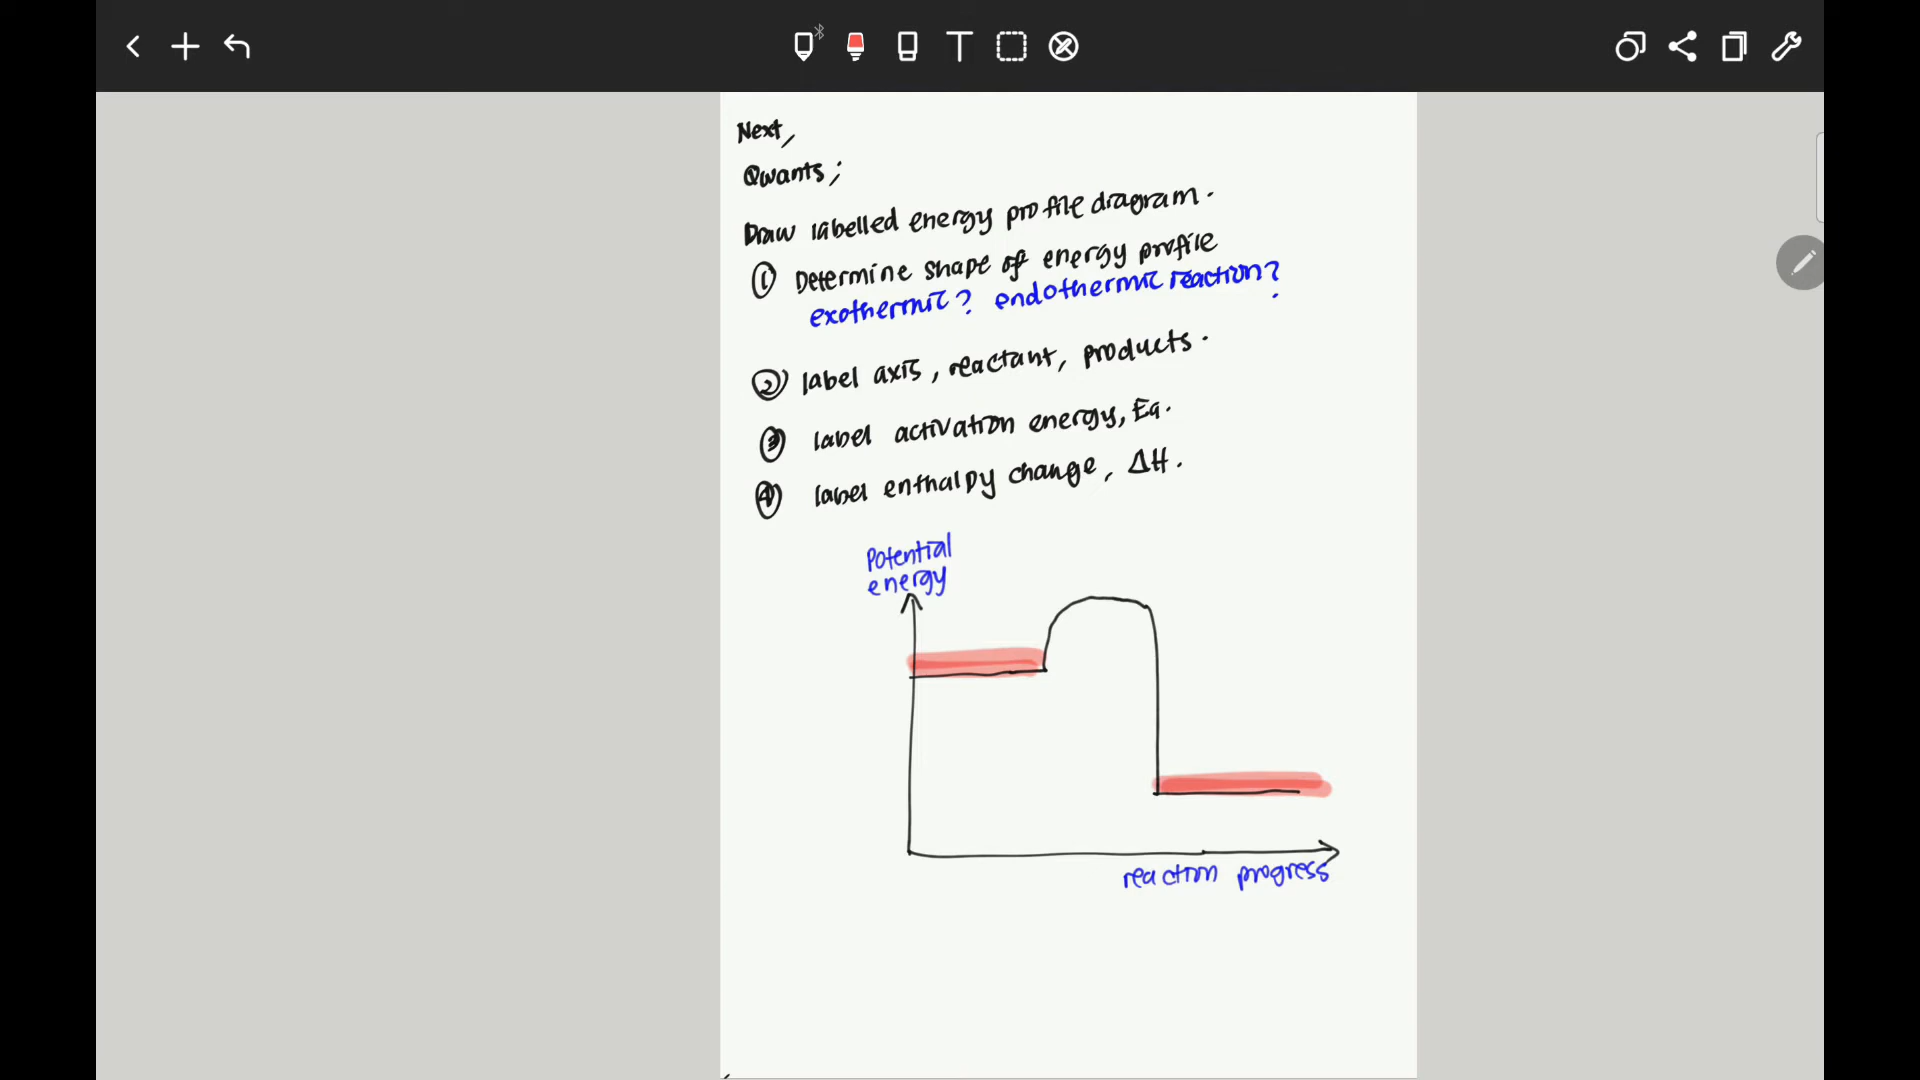 Next,
Qwants;
Draw labelled energy profile diagram.
① Determine shape of energy profile
exothermic? endothermic reaction?
② label axis, reactant, products.
③ label activation energy, Ea.
④ label enthalpy change, ΔH.
Potential
energy
reaction progress